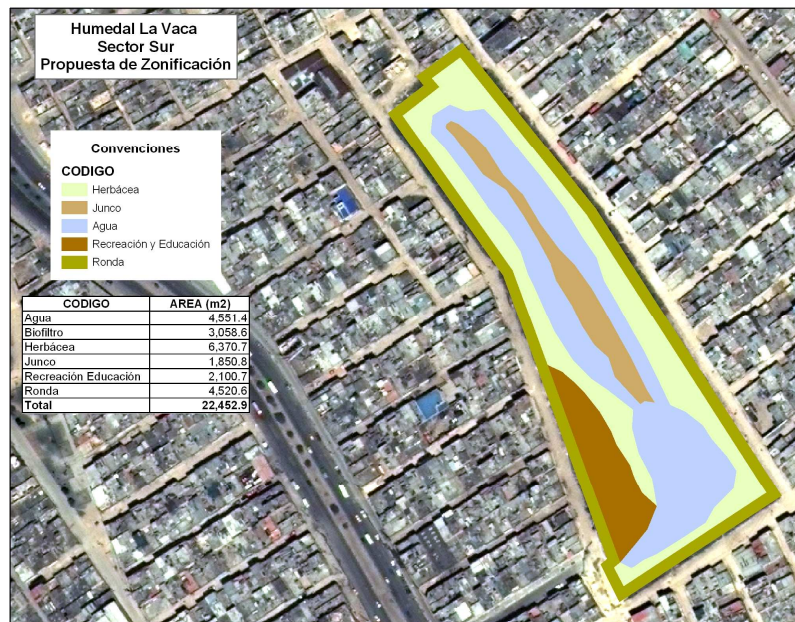 Humedal La Vaca
Sector Sur
Propuesta de Zonificación
Convenciones
CODIGO
Herbácea
Junco
Agua
Recreación y Educación
Ronda
CODIGO AREA (m2)
Agua 4,551.4
Biofiltro 3,058.6
Herbácea 6,370.7
Junco 1,850.8
Recreación Educación 2,100.7
Ronda 4,520.6
Total 22,452.9